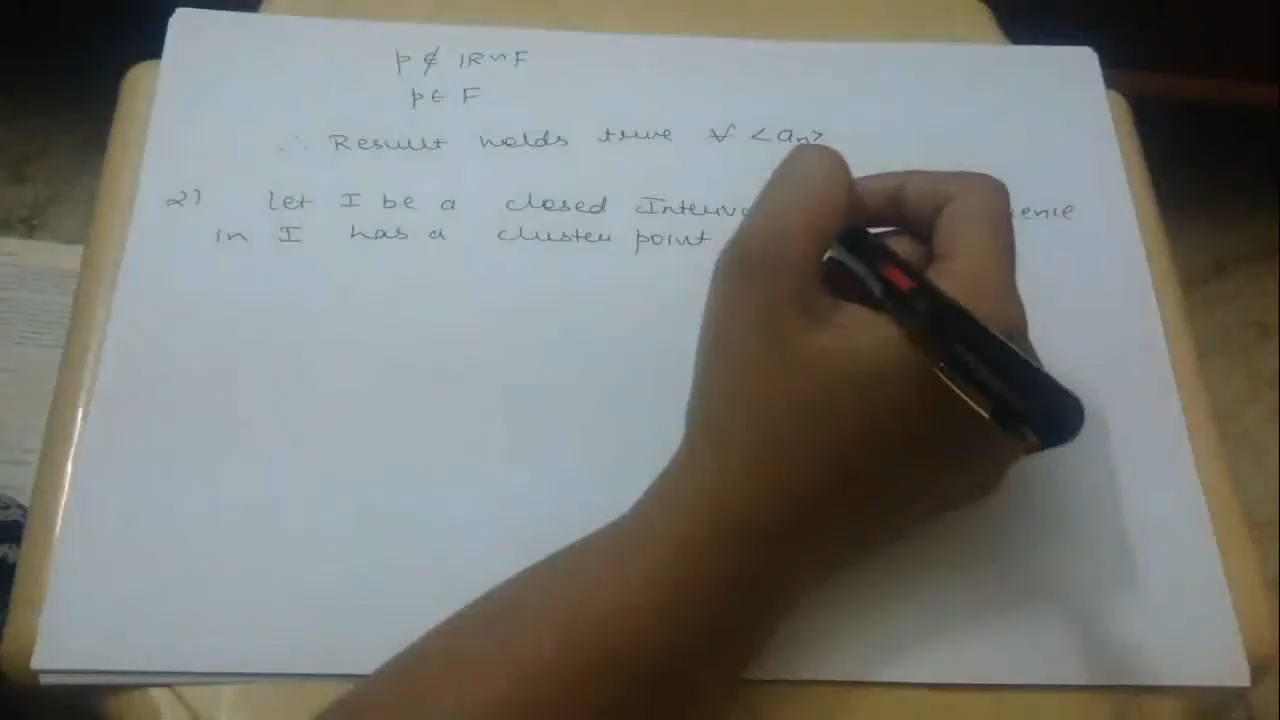 p ∉ IR~F
p ∈ F
∴ Result holds true ∀ <an>
2) Let I be a closed
in I has a cluster point